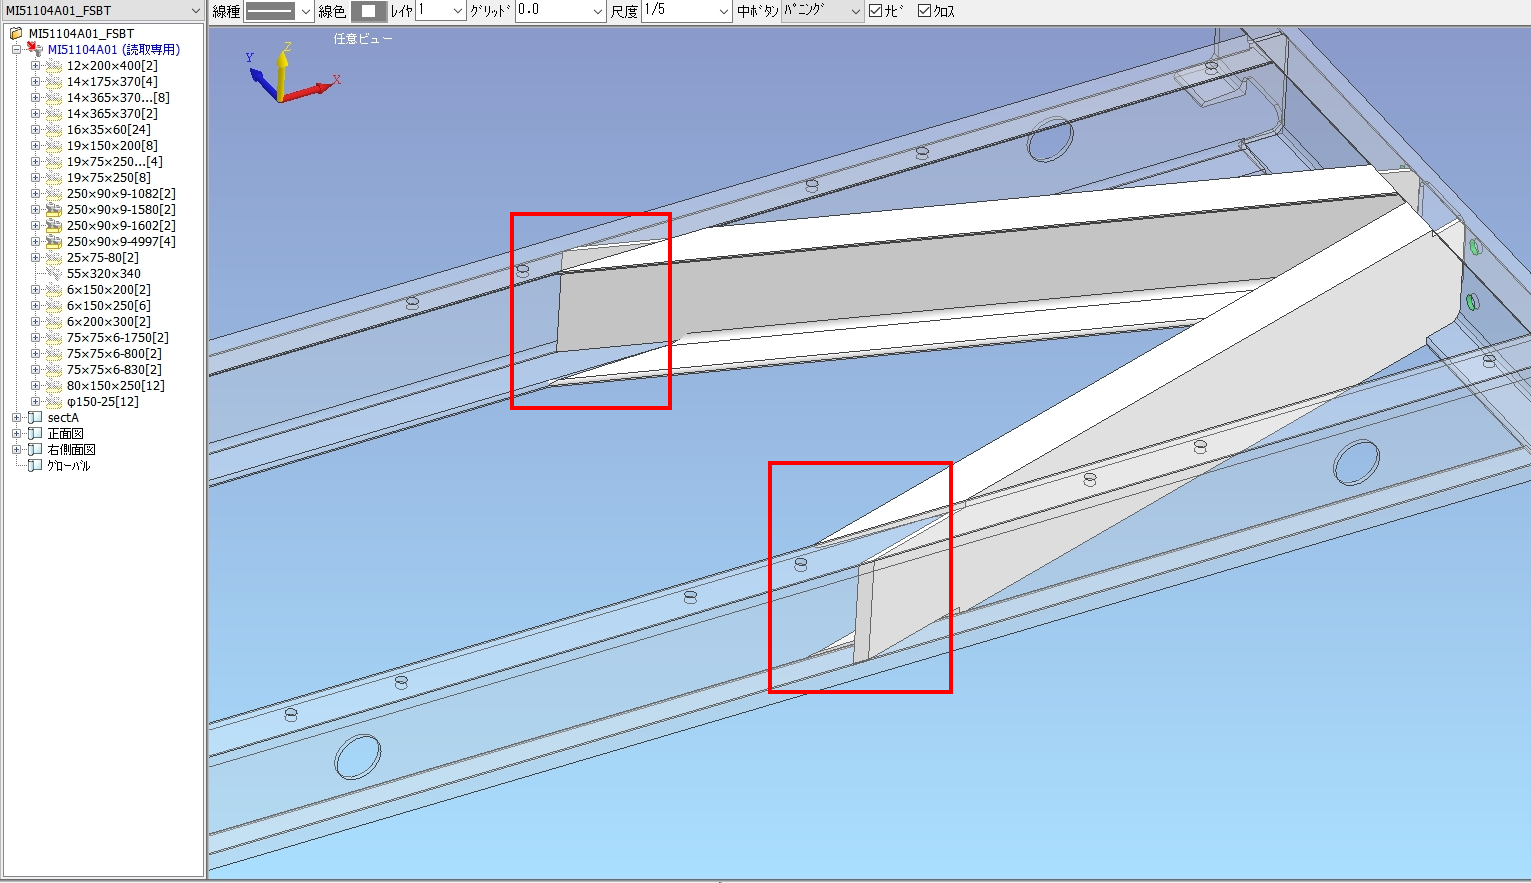 MI51104A01_FSBT 線種 線色 ﾚｲﾔ 1 ｸﾞﾘｯﾄﾞ 0.0 尺度 1/5 中ﾎﾞﾀﾝ ﾊﾟﾆﾝｸﾞ ﾅﾋﾞ ｸﾛｽ
MI51104A01_FSBT
MI51104A01 (読取専用)
12×200×400[2]
14×175×370[4]
14×365×370...[8]
14×365×370[2]
16×35×60[24]
19×150×200[8]
19×75×250...[4]
19×75×250[8]
250×90×9-1082[2]
250×90×9-1580[2]
250×90×9-1602[2]
250×90×9-4997[4]
25×75-80[2]
55×320×340
6×150×200[2]
6×150×250[6]
6×200×300[2]
75×75×6-1750[2]
75×75×6-800[2]
75×75×6-830[2]
80×150×250[12]
φ150-25[12]
sectA
正面図
右側面図
ｸﾞﾛｰﾊﾞﾙ
任意ビュー
Z
Y
X